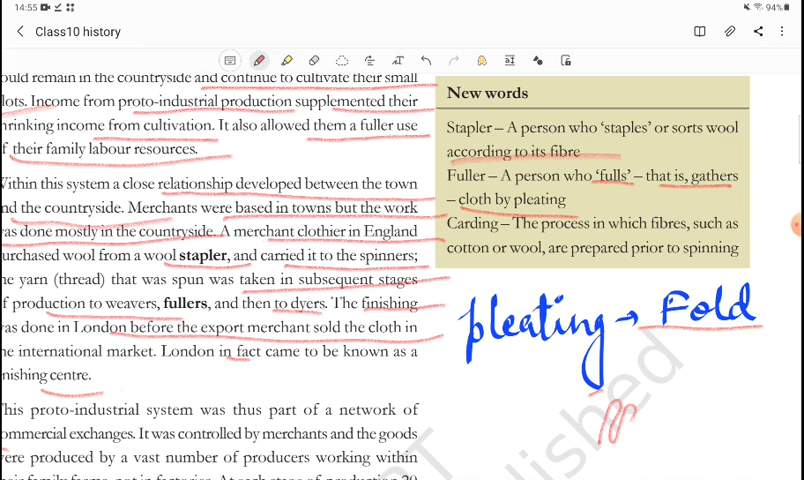 14:55
94%
Class10 history
ould remain in the countryside and continue to cultivate their small
lots. Income from proto-industrial production supplemented their
hrinking income from cultivation. It also allowed them a fuller use
f their family labour resources.
Within this system a close relationship developed between the town
nd the countryside. Merchants were based in towns but the work
as done mostly in the countryside. A merchant clothier in England
urchased wool from a wool stapler, and carried it to the spinners;
he yarn (thread) that was spun was taken in subsequent stages
f production to weavers, fullers, and then to dyers. The finishing
as done in London before the export merchant sold the cloth in
he international market. London in fact came to be known as a
nishing centre.
This proto-industrial system was thus part of a network of
ommercial exchanges. It was controlled by merchants and the goods
ere produced by a vast number of producers working within
New words
Stapler – A person who ‘staples’ or sorts wool
according to its fibre
Fuller – A person who ‘fulls’ – that is, gathers
– cloth by pleating
Carding – The process in which fibres, such as
cotton or wool, are prepared prior to spinning
pleating → Fold